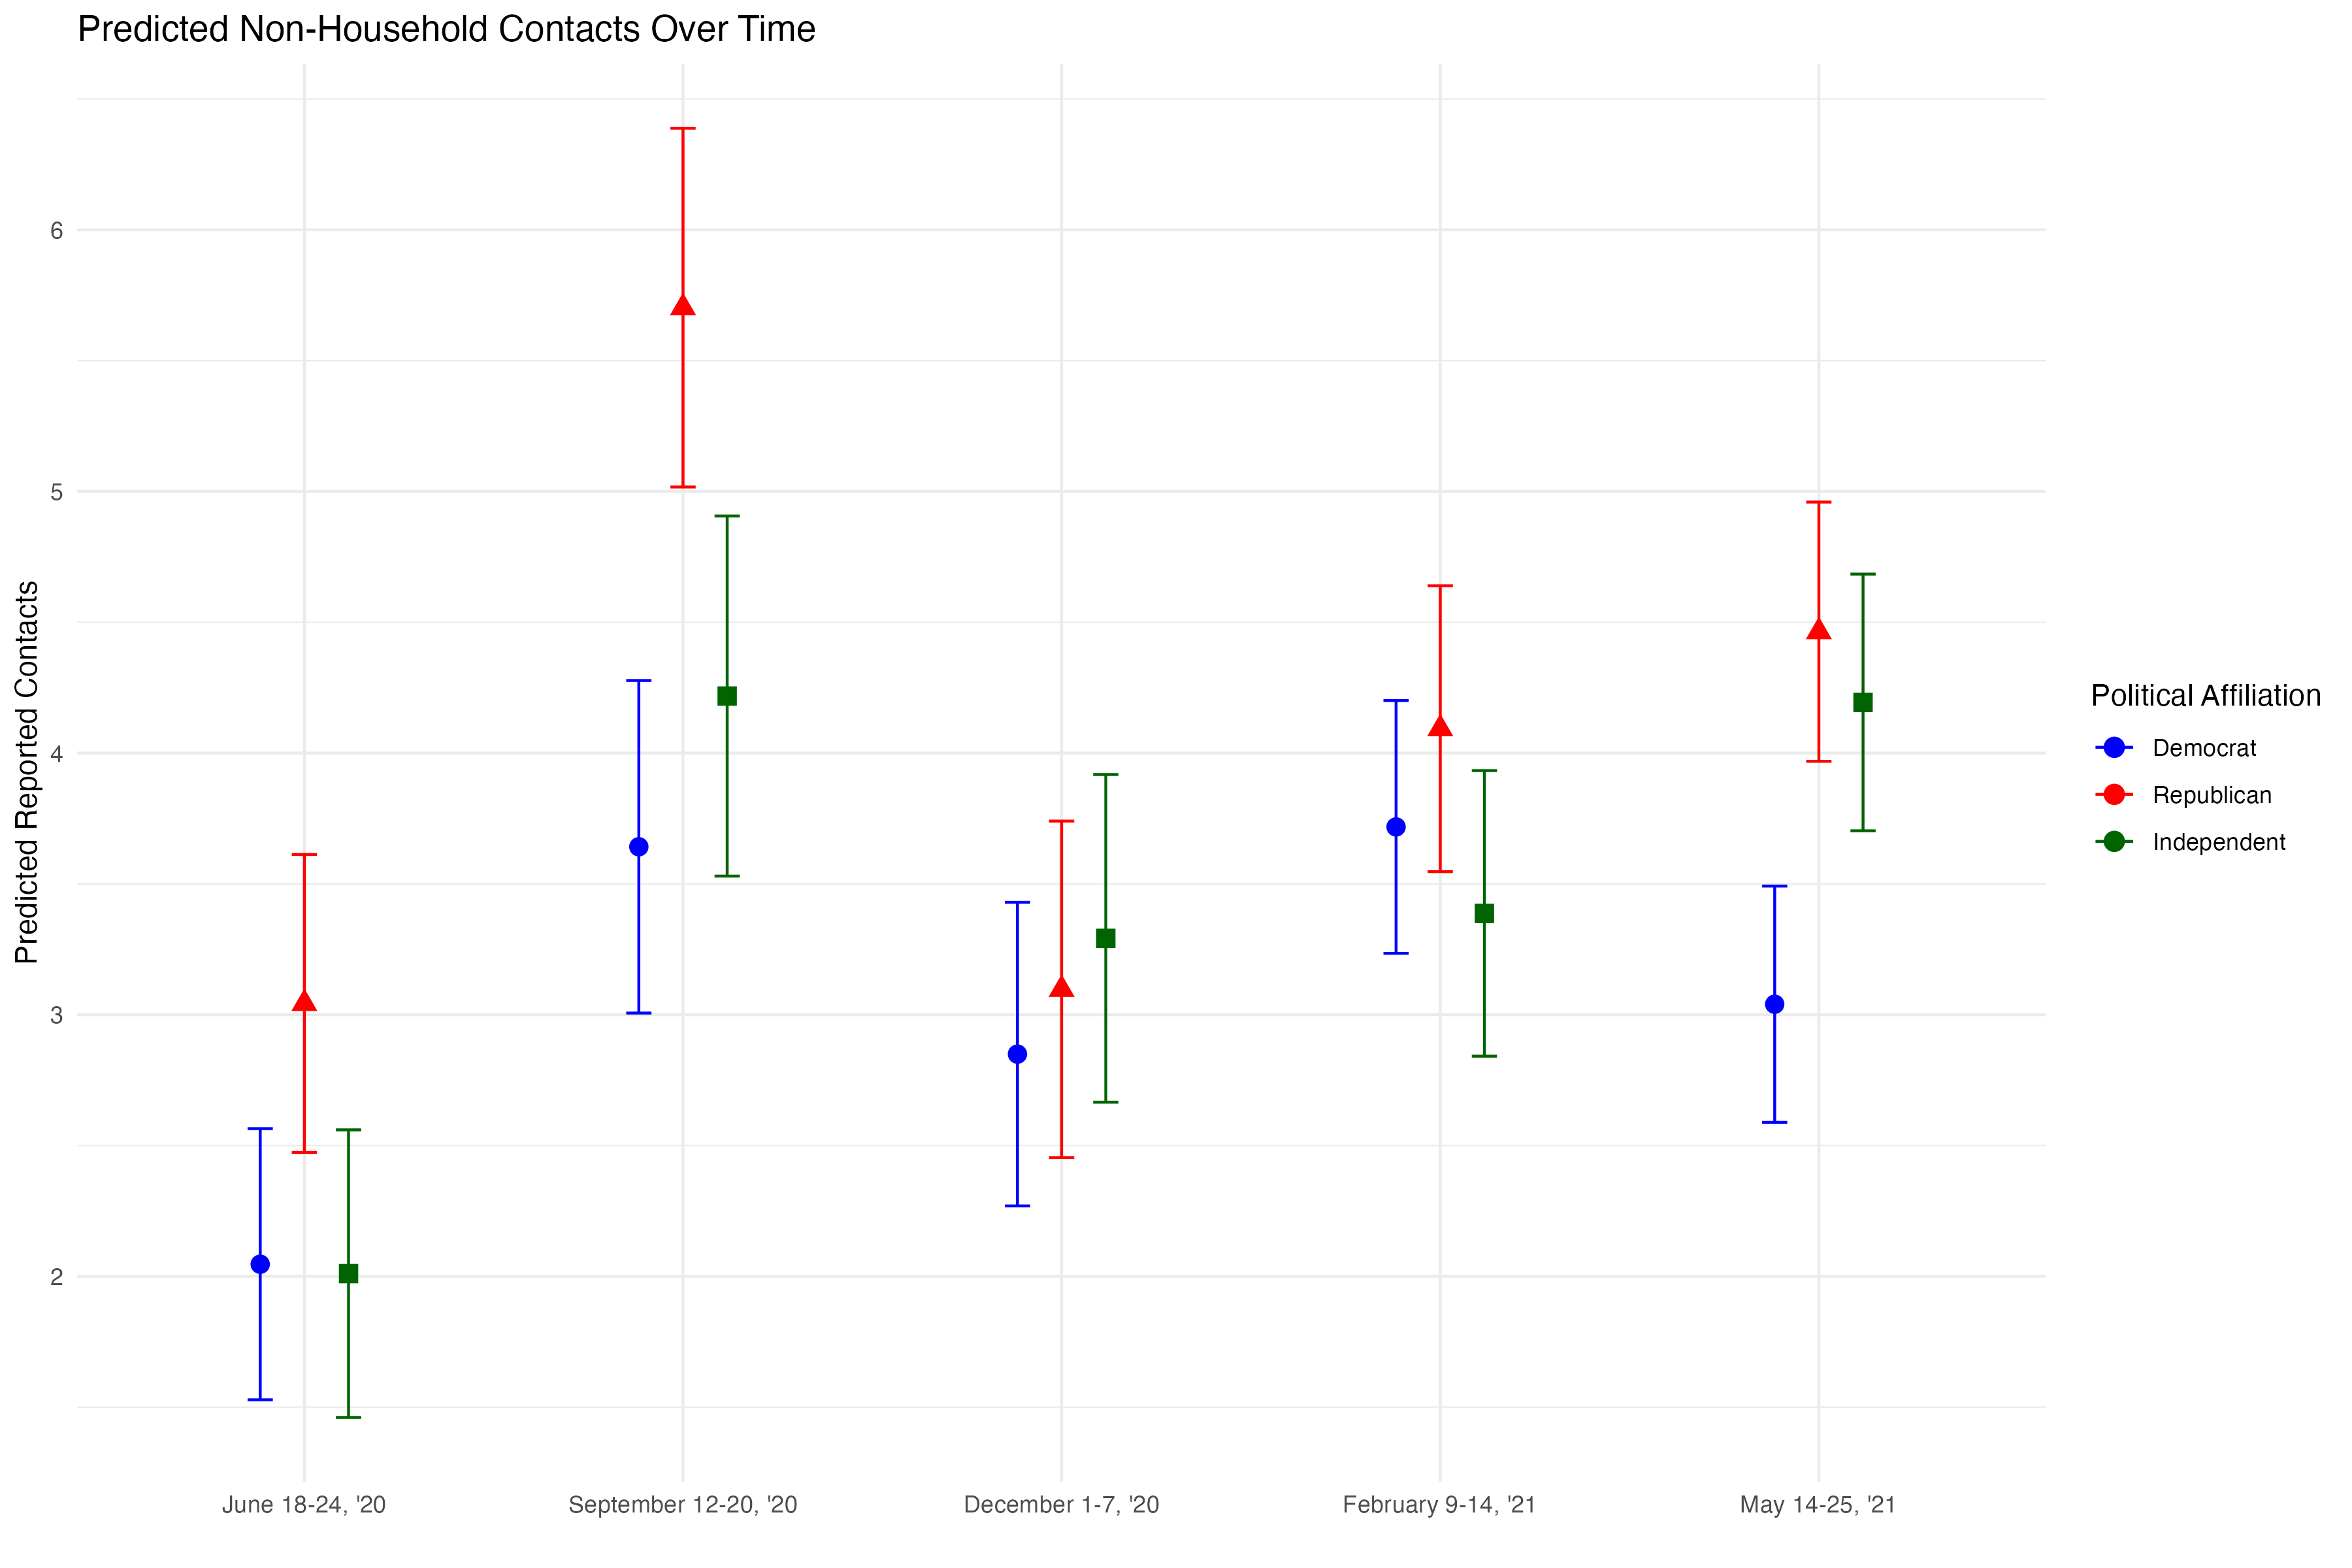 Predicted Non-Household Contacts Over Time
Predicted Reported Contacts
6
5
4
3
2
June 18-24, '20
September 12-20, '20
December 1-7, '20
February 9-14, '21
May 14-25, '21
Political Affiliation
Democrat
Republican
Independent